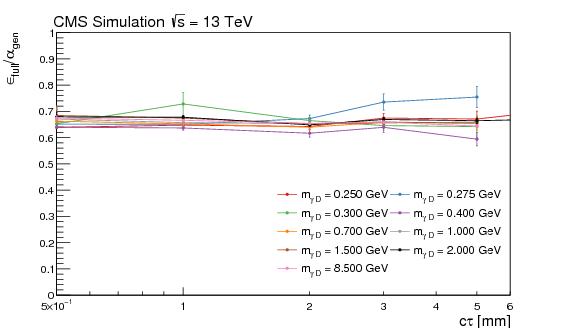 CMS Simulation √s = 13 TeV
ε_full/α_gen
1
0.9
0.8
0.7
0.6
0.5
0.4
0.3
0.2
0.1
0
m_γD = 0.250 GeV m_γD = 0.275 GeV
m_γD = 0.300 GeV m_γD = 0.400 GeV
m_γD = 0.700 GeV m_γD = 1.000 GeV
m_γD = 1.500 GeV m_γD = 2.000 GeV
m_γD = 8.500 GeV
5×10⁻¹ 1 2 3 4 5 6
cτ [mm]